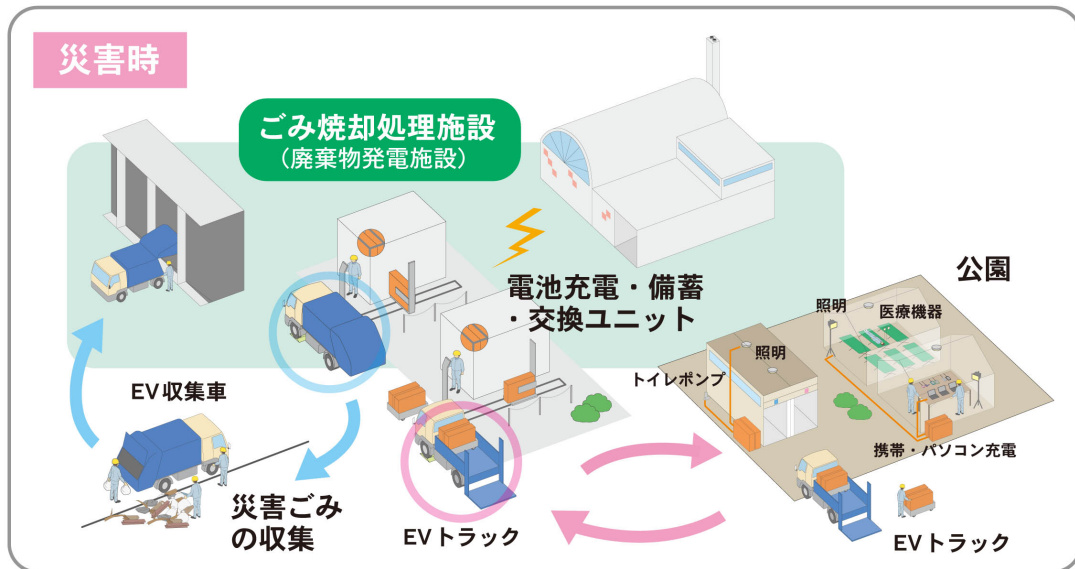 災害時
ごみ焼却処理施設
（廃棄物発電施設）
電池充電・備蓄
・交換ユニット
公園
照明
医療機器
照明
トイレポンプ
携帯・パソコン充電
EV収集車
災害ごみ
の収集
EVトラック
EVトラック